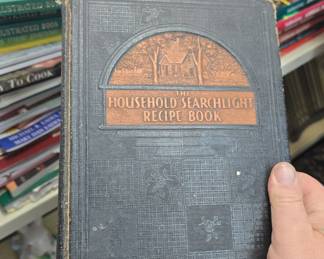 THE
HOUSEHOLD SEARCHLIGHT
RECIPE BOOK
To Cook